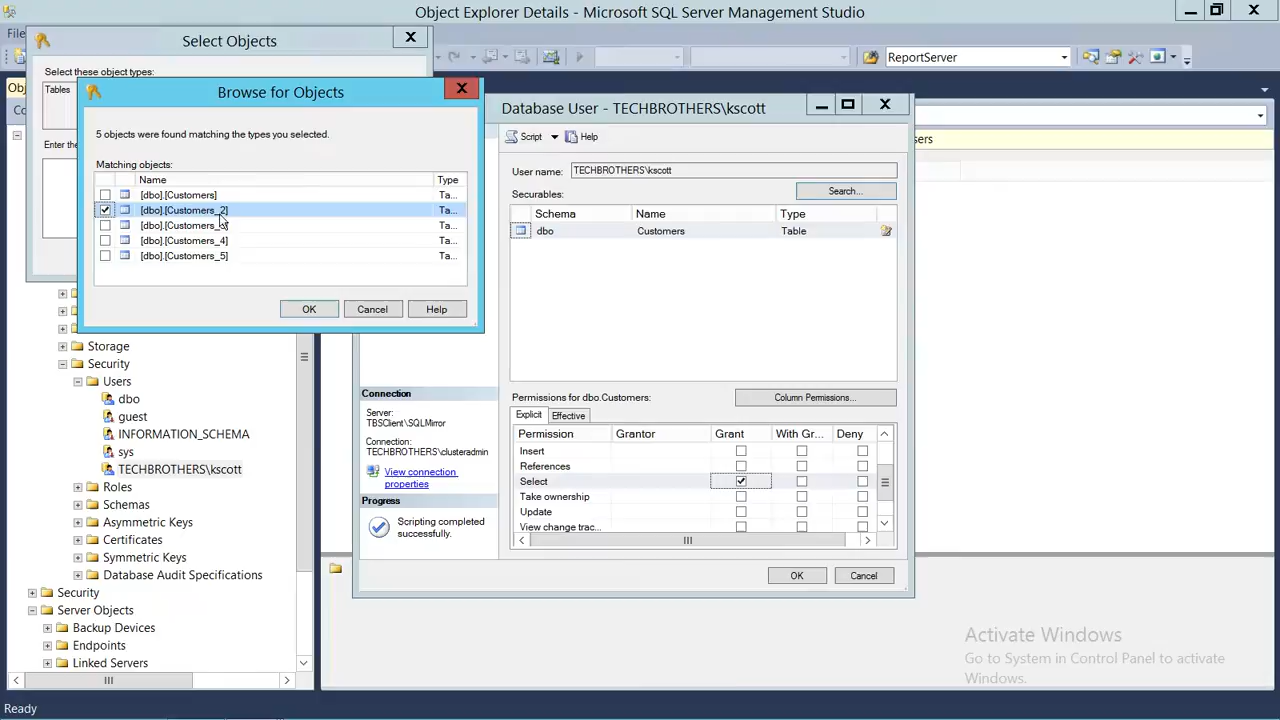 Object Explorer Details - Microsoft SQL Server Management Studio
Select Objects
Select these object types:
Tables
Browse for Objects
5 objects were found matching the types you selected.
Matching objects:
Name Type
[dbo].[Customers] Ta...
[dbo].[Customers_2] Ta...
[dbo].[Customers_3] Ta...
[dbo].[Customers_4] Ta...
[dbo].[Customers_5] Ta...
OK Cancel Help
ReportServer
Database User - TECHBROTHERS\kscott
Script Help
User name: TECHBROTHERS\kscott
Securables: Search...
Schema Name Type
dbo Customers Table
Permissions for dbo.Customers: Column Permissions...
Explicit Effective
Permission Grantor Grant With Gr... Deny
Insert
References
Select
Take ownership
Update
View change trac...
OK Cancel
Connection
Server:
TBSClient\SQLMirror
Connection:
TECHBROTHERS\clusteradmin
View connection
properties
Progress
Scripting completed
successfully.
Storage
Security
Users
dbo
guest
INFORMATION_SCHEMA
sys
TECHBROTHERS\kscott
Roles
Schemas
Asymmetric Keys
Certificates
Symmetric Keys
Database Audit Specifications
Security
Server Objects
Backup Devices
Endpoints
Linked Servers
Activate Windows
Go to System in Control Panel to activate
Windows.
Ready